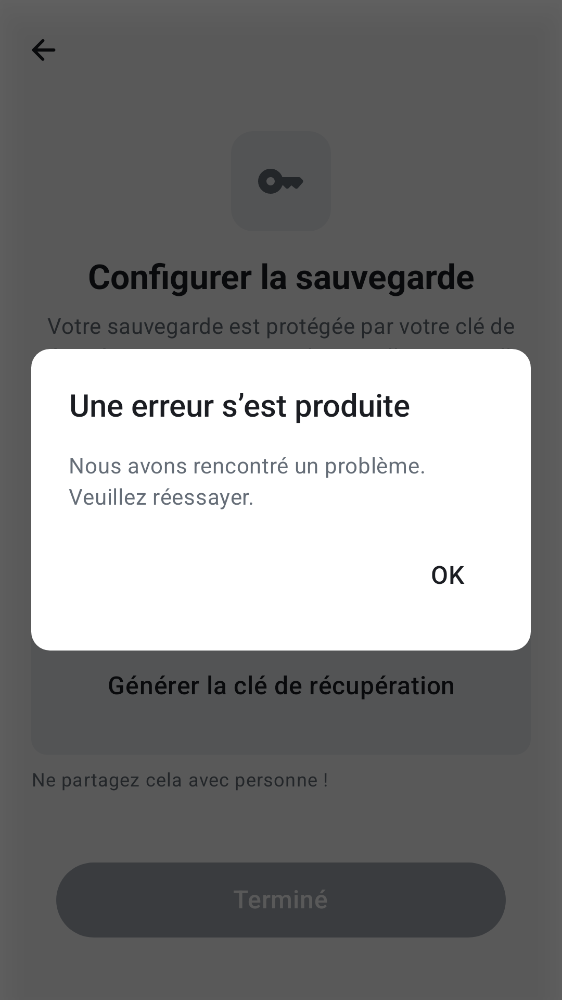 Configurer la sauvegarde
Votre sauvegarde est protégée par votre clé de
Une erreur s’est produite
Nous avons rencontré un problème.
Veuillez réessayer.
OK
Générer la clé de récupération
Ne partagez cela avec personne !
Terminé